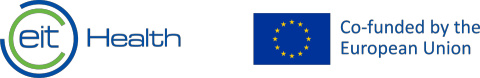 eit Health
Co-funded by the
European Union